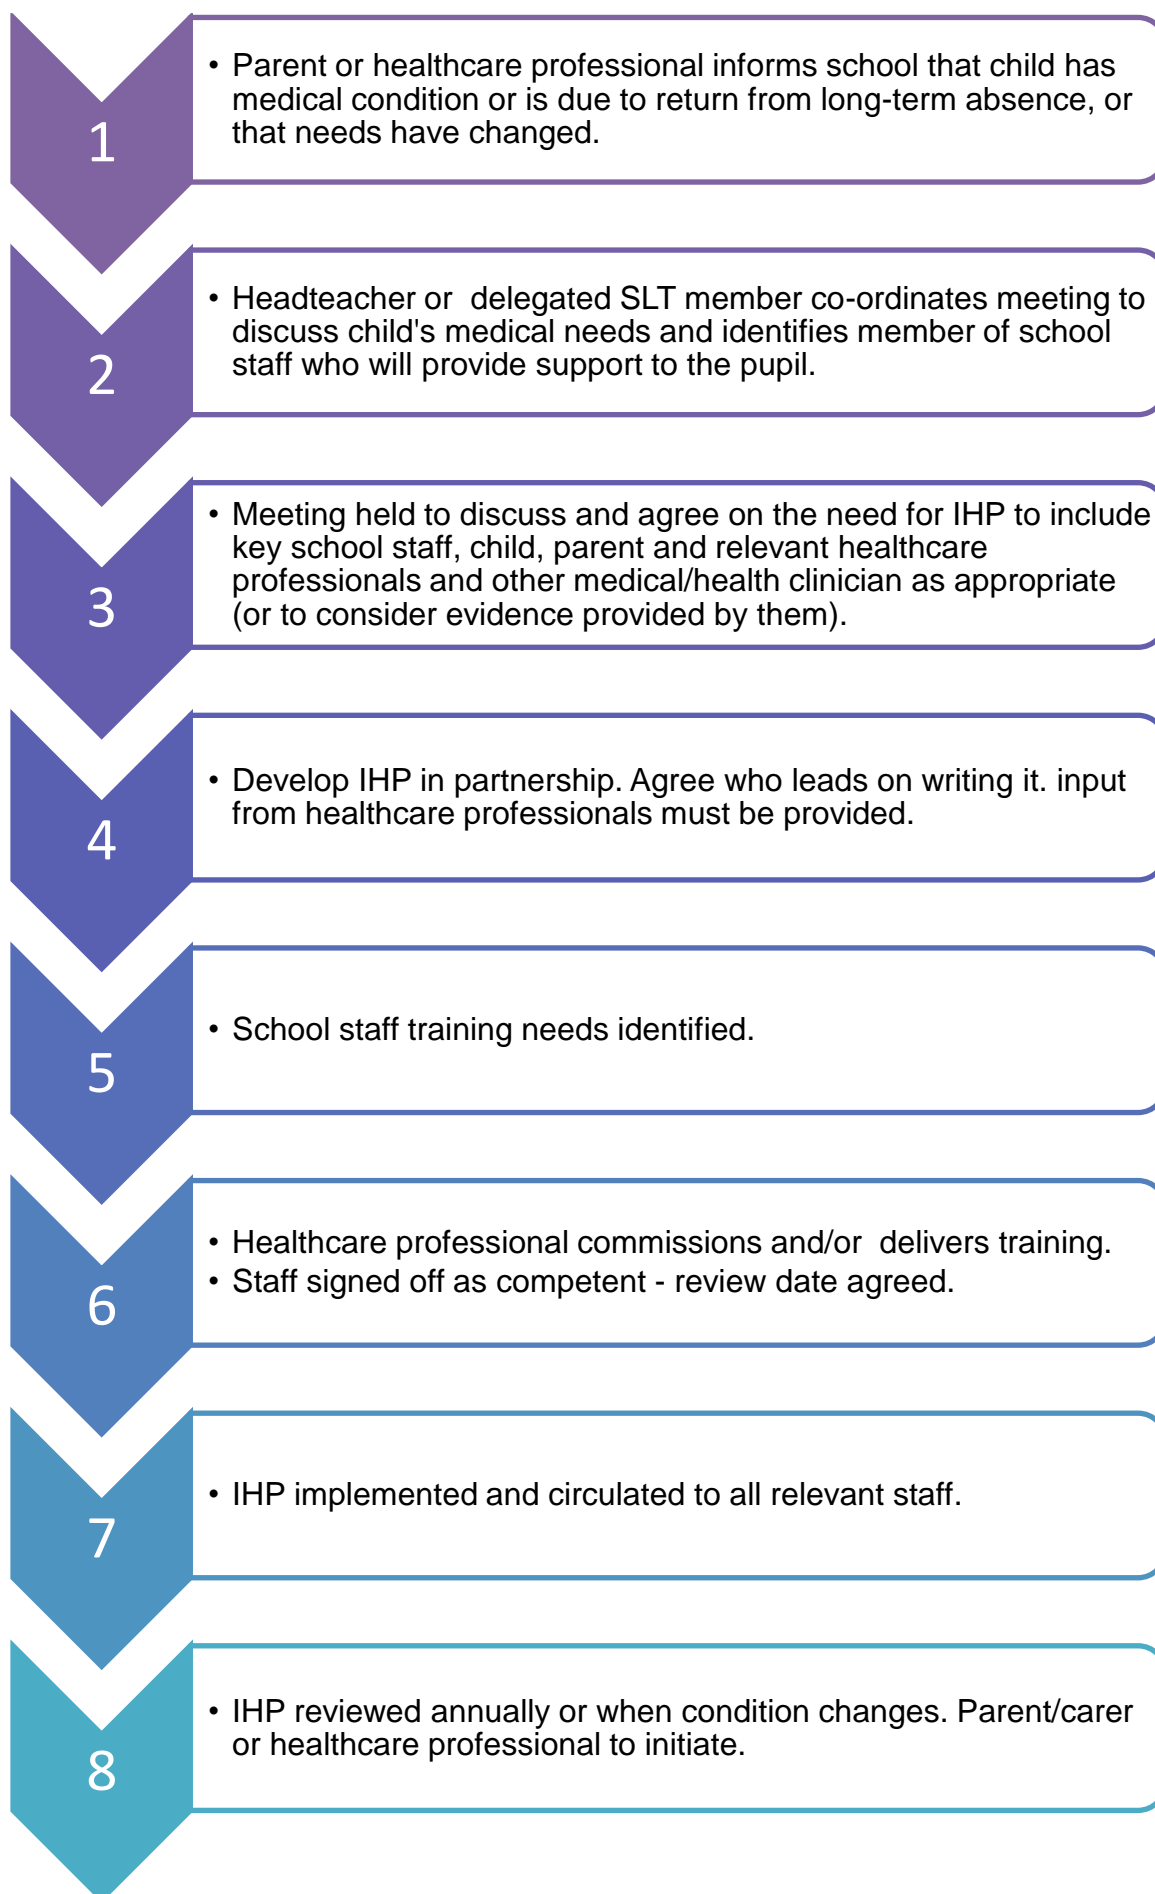 1
• Parent or healthcare professional informs school that child has
medical condition or is due to return from long-term absence, or
that needs have changed.
2
• Headteacher or  delegated SLT member co-ordinates meeting to
discuss child's medical needs and identifies member of school
staff who will provide support to the pupil.
3
• Meeting held to discuss and agree on the need for IHP to include
key school staff, child, parent and relevant healthcare
professionals and other medical/health clinician as appropriate
(or to consider evidence provided by them).
4
• Develop IHP in partnership. Agree who leads on writing it. input
from healthcare professionals must be provided.
5
• School staff training needs identified.
6
• Healthcare professional commissions and/or  delivers training.
• Staff signed off as competent - review date agreed.
7
• IHP implemented and circulated to all relevant staff.
8
• IHP reviewed annually or when condition changes. Parent/carer
or healthcare professional to initiate.